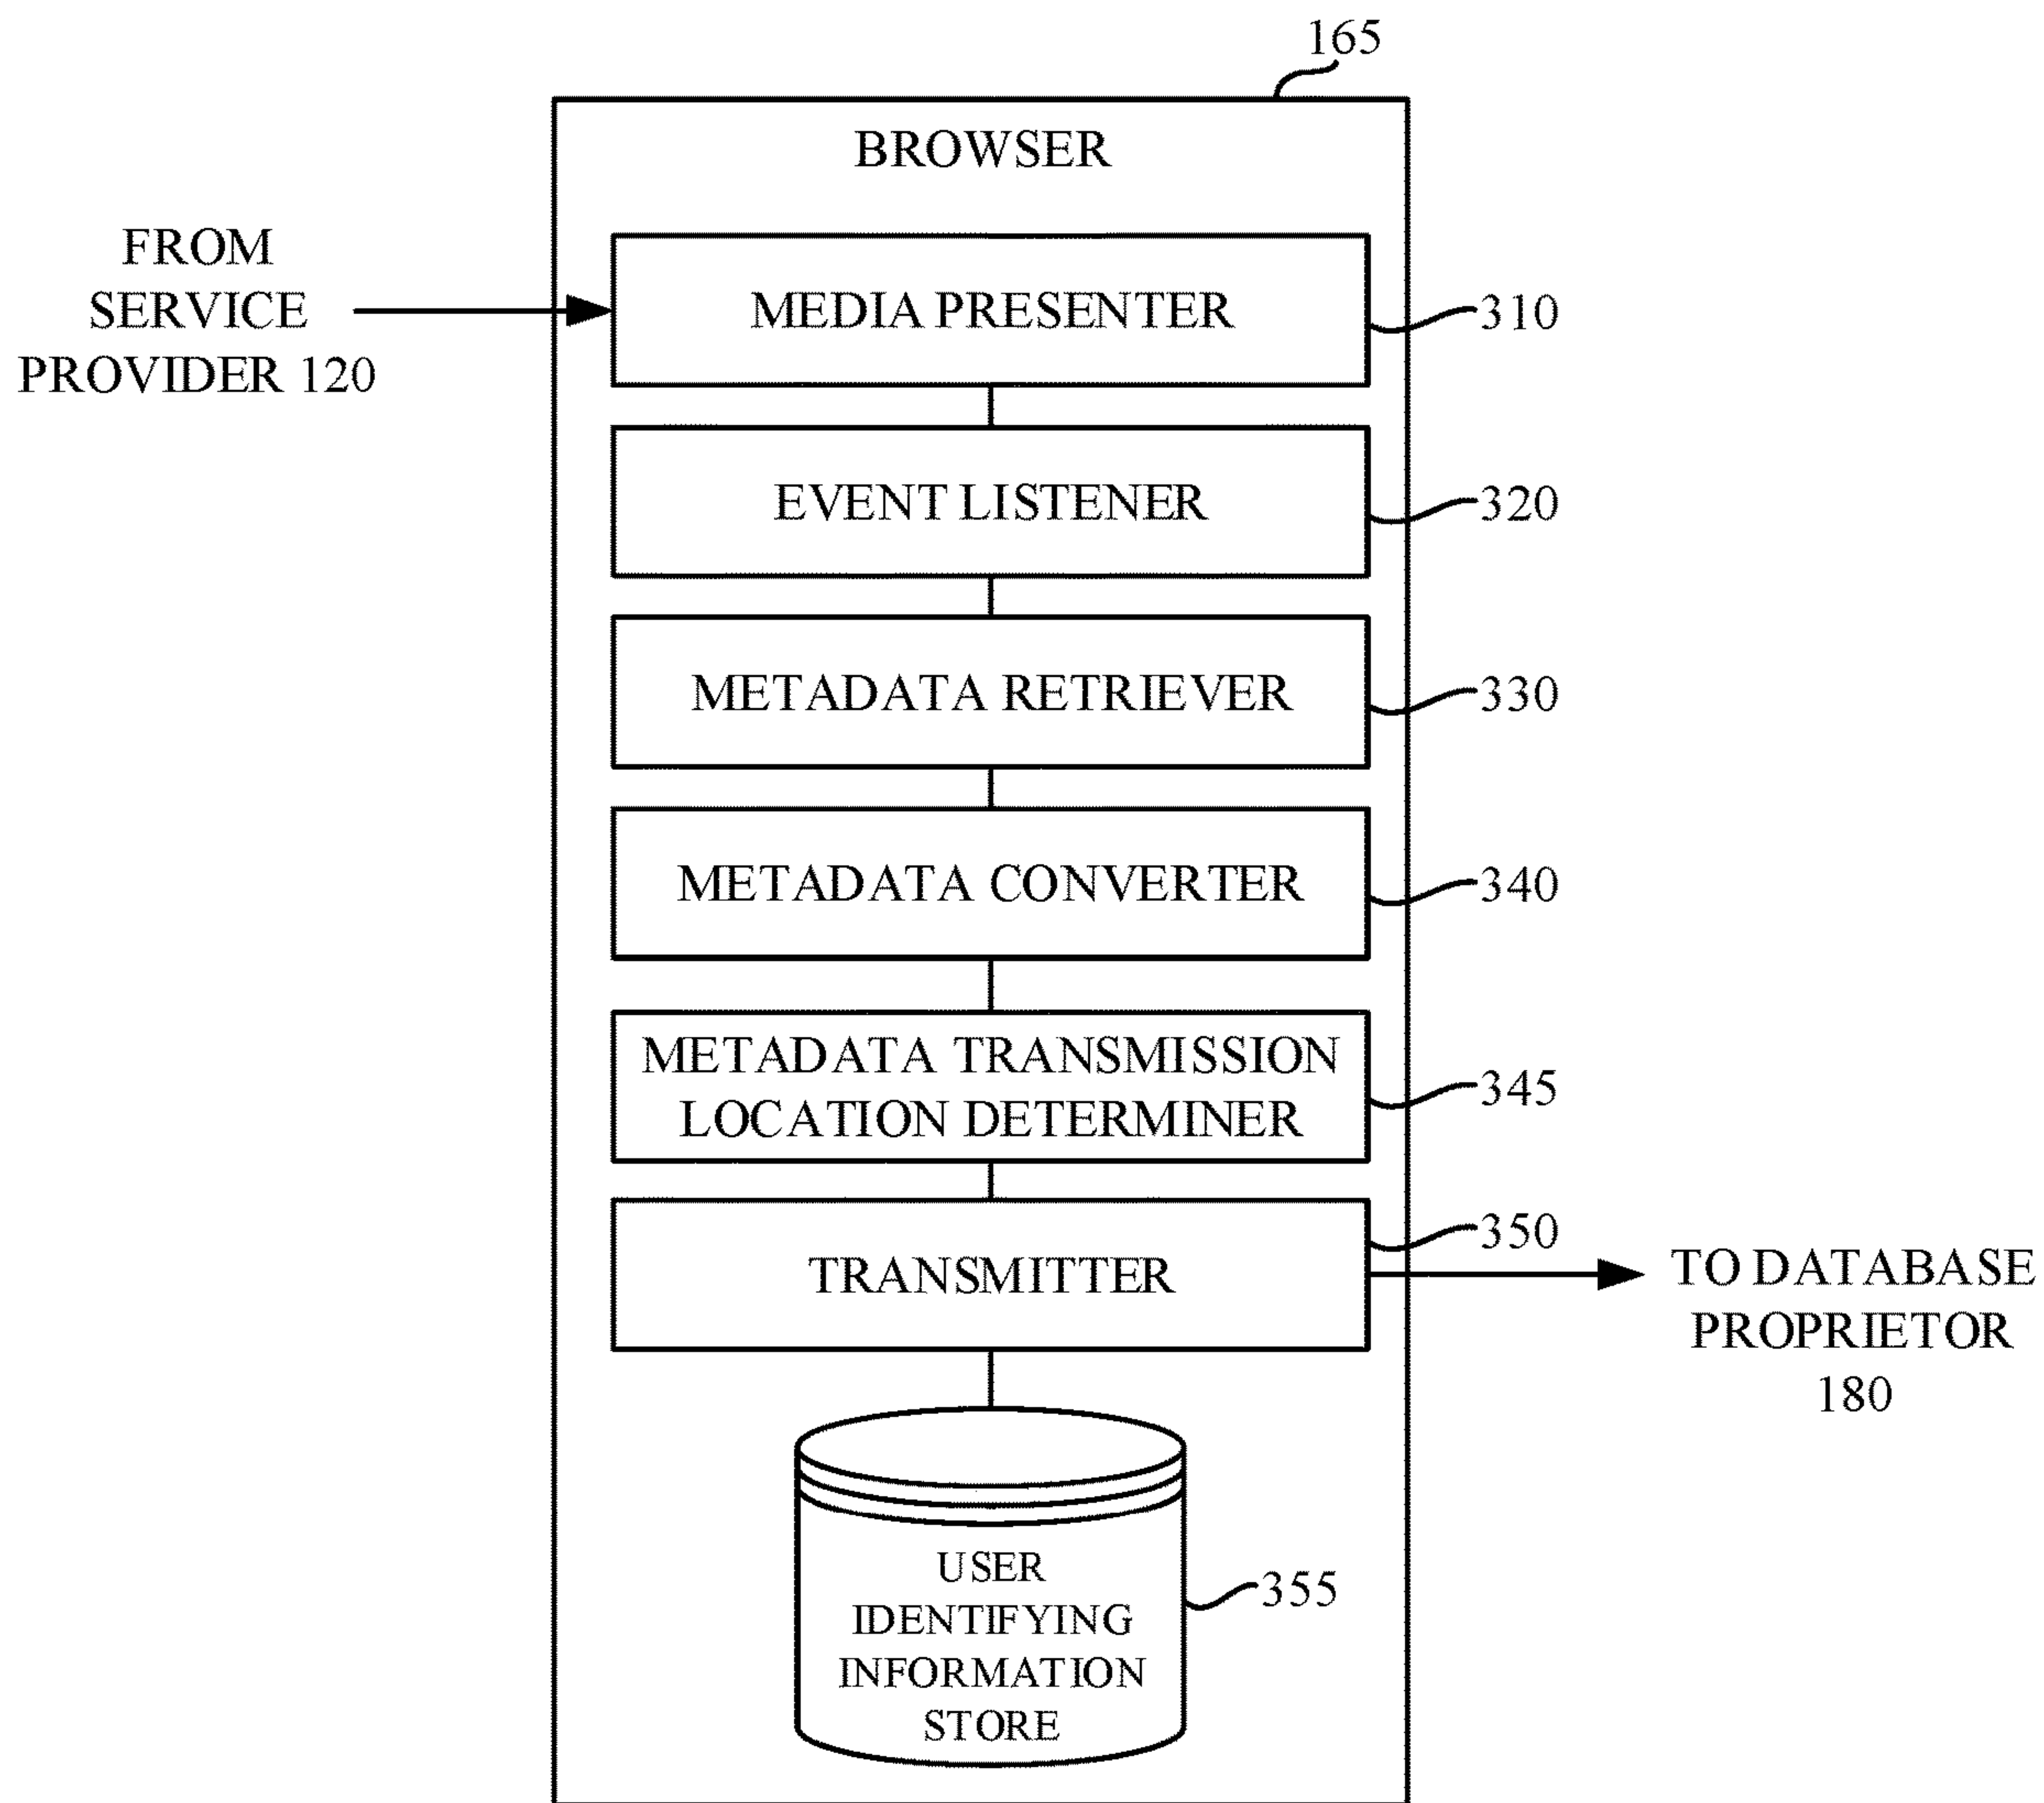 165
BROWSER
FROM
SERVICE
PROVIDER 120
MEDIA PRESENTER
310
EVENT LISTENER
320
METADATA RETRIEVER
330
METADATA CONVERTER
340
METADATA TRANSMISSION
LOCATION DETERMINER
345
TRANSMITTER
350
TO DATABASE
PROPRIETOR
180
USER
IDENTIFYING
INFORMATION
STORE
355